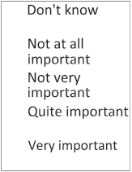 Don't know
Not at all
important
Not very
important
Quite important
Very important